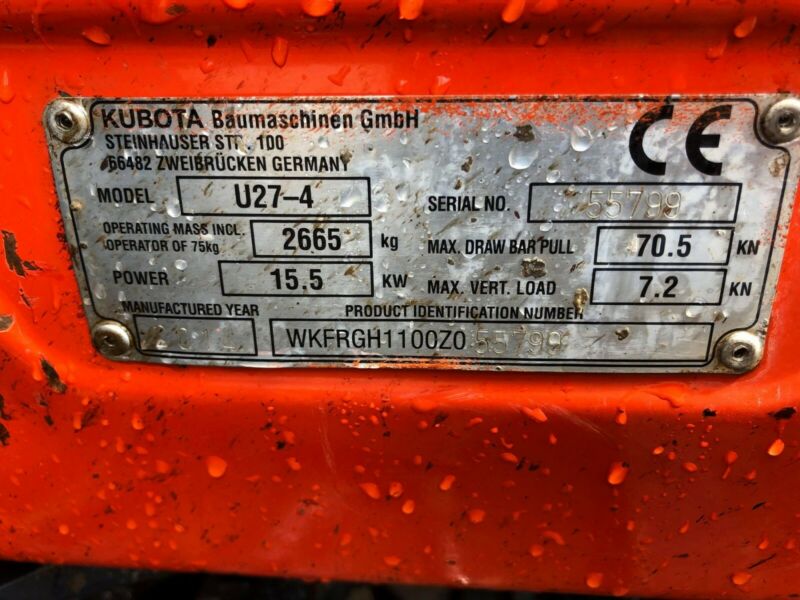 KUBOTA Baumaschinen GmbH
STEINHAUSER STR. 100
66482 ZWEIBRÜCKEN GERMANY
CE
MODEL U27-4
SERIAL NO. 55799
OPERATING MASS INCL. OPERATOR OF 75kg 2665 kg
MAX. DRAW BAR PULL 70.5 KN
POWER 15.5 KW
MAX. VERT. LOAD 7.2 KN
MANUFACTURED YEAR
PRODUCT IDENTIFICATION NUMBER
WKFRGH1100Z055799